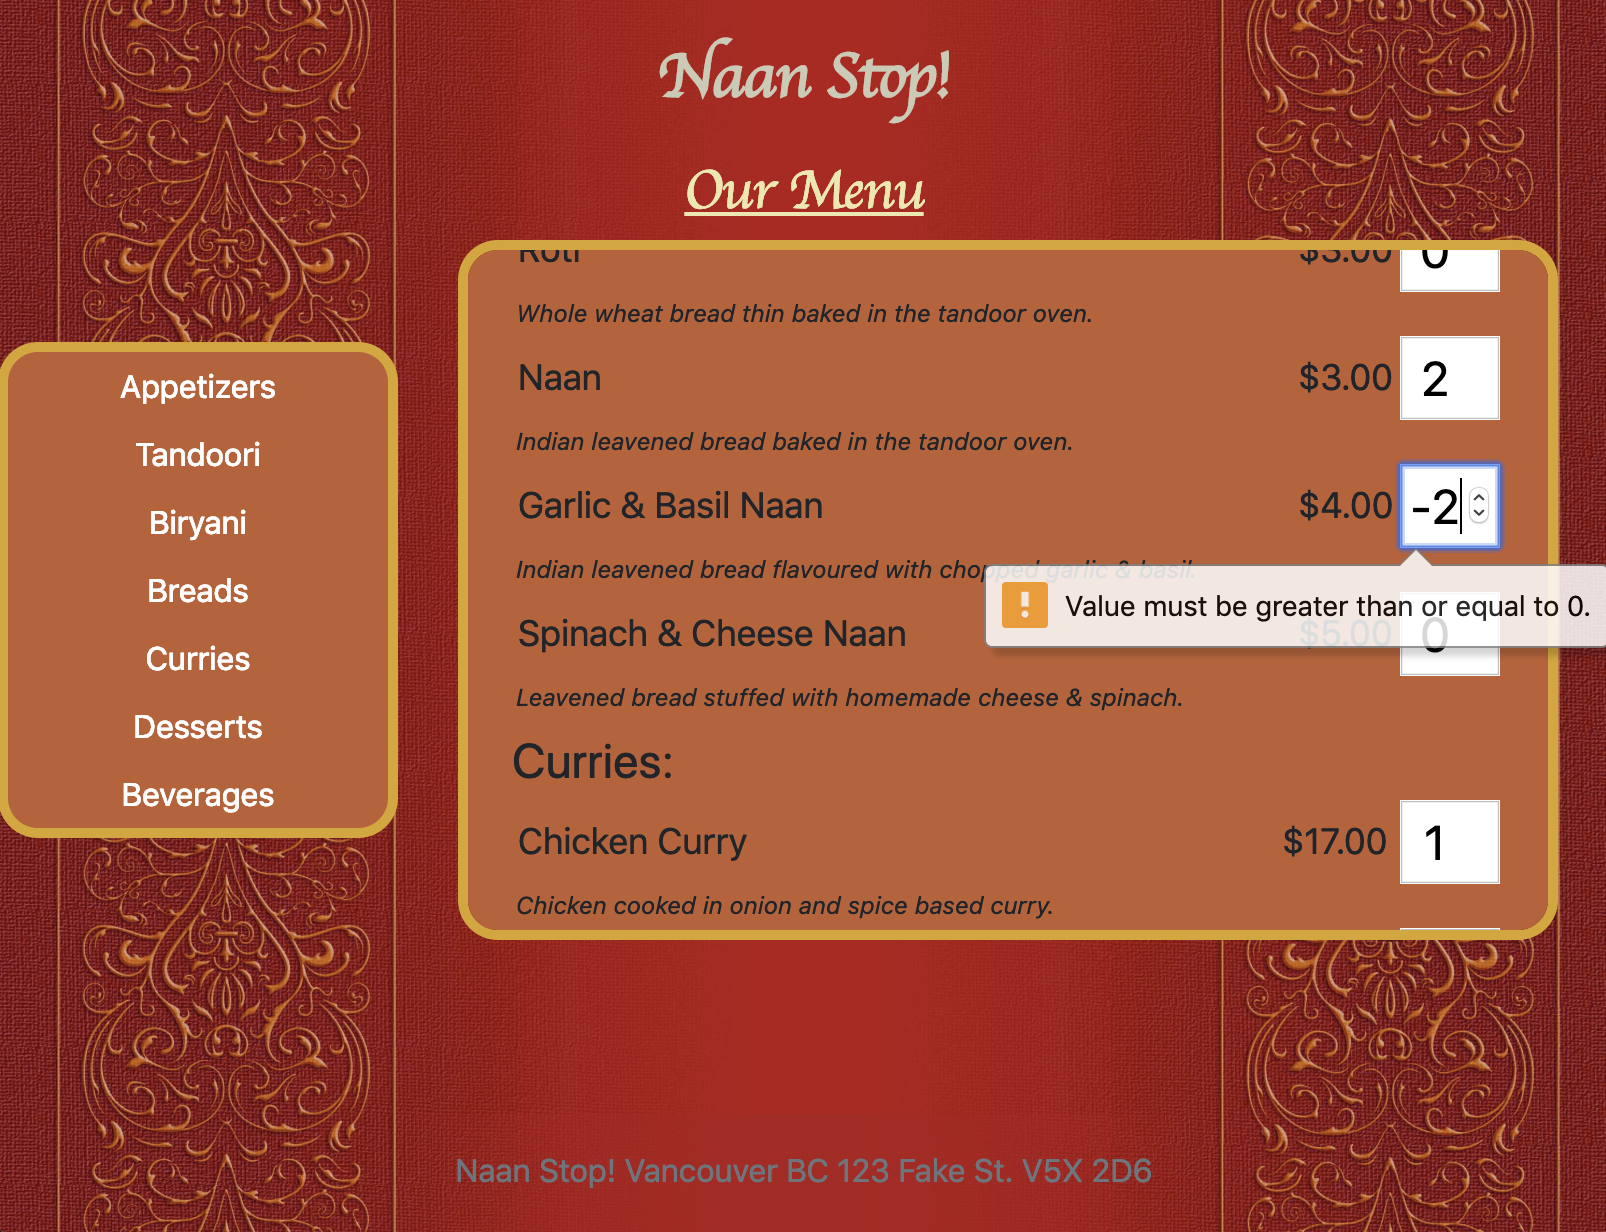 Naan Stop!
Our Menu
Appetizers
Tandoori
Biryani
Breads
Curries
Desserts
Beverages
Roti $3.00 0
Whole wheat bread thin baked in the tandoor oven.
Naan $3.00 2
Indian leavened bread baked in the tandoor oven.
Garlic & Basil Naan $4.00 -2
Indian leavened bread flavoured with chopped garlic & basil.
Value must be greater than or equal to 0.
Spinach & Cheese Naan $5.00 0
Leavened bread stuffed with homemade cheese & spinach.
Curries:
Chicken Curry $17.00 1
Chicken cooked in onion and spice based curry.
Naan Stop! Vancouver BC 123 Fake St. V5X 2D6